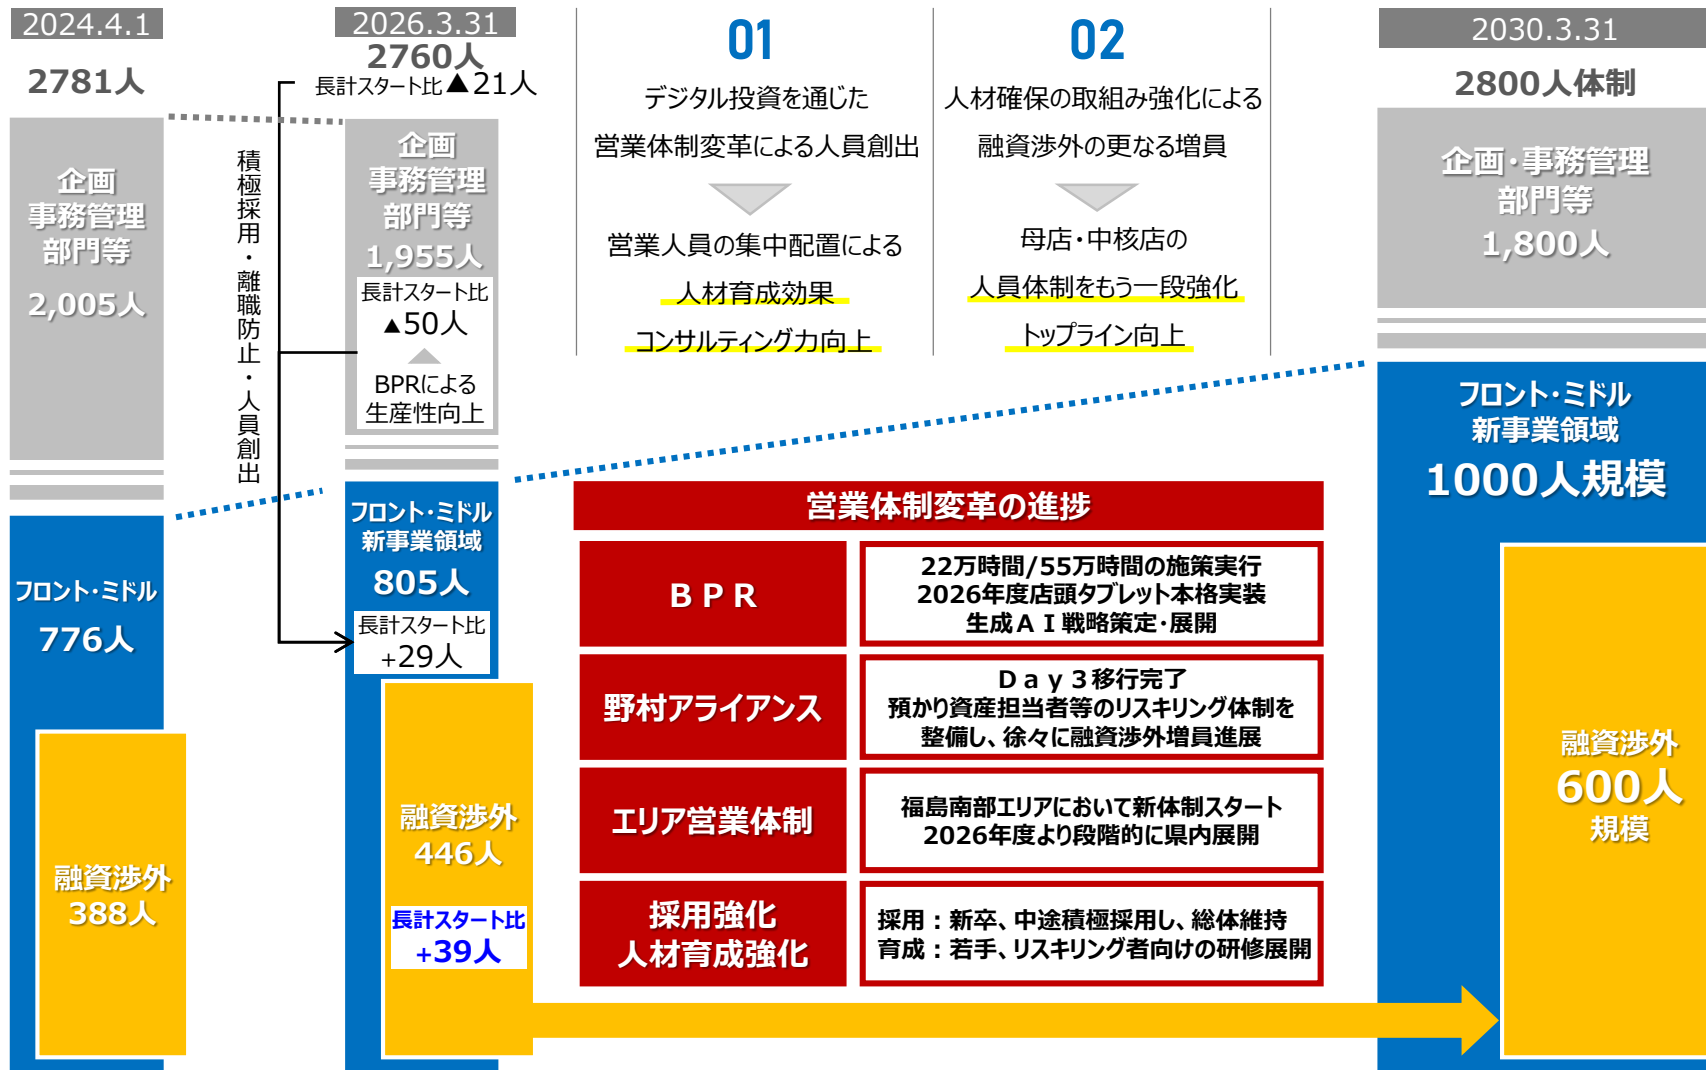 2024.4.1
2781人
企画
事務管理
部門等
2,005人
フロント・ミドル
776人
融資渉外
388人
積極採用・離職防止・人員創出
2026.3.31
2760人
長計スタート比▲21人
企画
事務管理
部門等
1,955人
長計スタート比
▲50人
BPRによる
生産性向上
フロント・ミドル
新事業領域
805人
長計スタート比
+29人
融資渉外
446人
長計スタート比
+39人
01
デジタル投資を通じた
営業体制変革による人員創出
営業人員の集中配置による
人材育成効果
コンサルティング力向上
02
人材確保の取組み強化による
融資渉外の更なる増員
母店・中核店の
人員体制をもう一段強化
トップライン向上
営業体制変革の進捗
ＢＰＲ
22万時間/55万時間の施策実行
2026年度店頭タブレット本格実装
生成ＡＩ戦略策定・展開
野村アライアンス
Ｄａｙ３移行完了
預かり資産担当者等のリスキリング体制を
整備し、徐々に融資渉外増員進展
エリア営業体制
福島南部エリアにおいて新体制スタート
2026年度より段階的に県内展開
採用強化
人材育成強化
採用：新卒、中途積極採用し、総体維持
育成：若手、リスキリング者向けの研修展開
2030.3.31
2800人体制
企画・事務管理
部門等
1,800人
フロント・ミドル
新事業領域
1000人規模
融資渉外
600人
規模